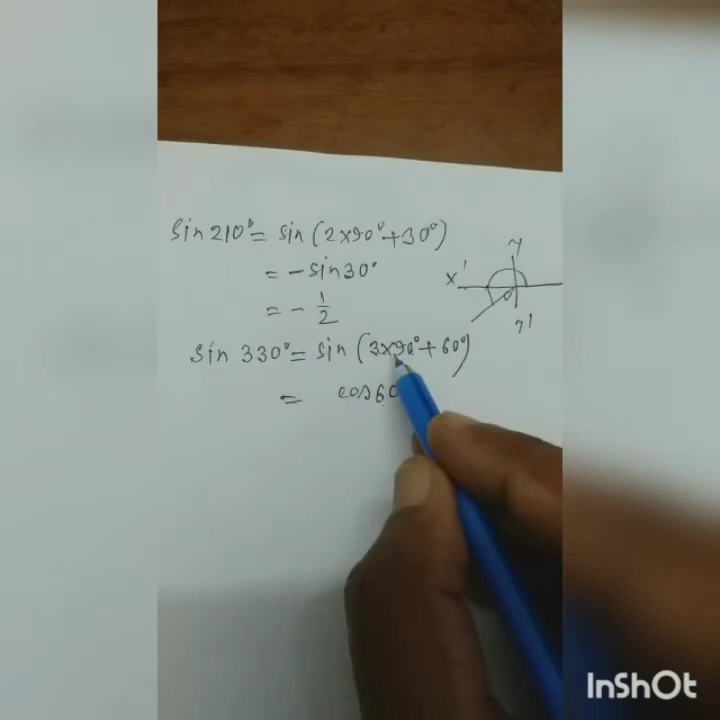 sin 210° = sin (2×90°+30°)
= -sin30°
= - 1/2
sin 330° = sin (3×90°+60°)
= cos60
y
x'
O
y'
InShOt